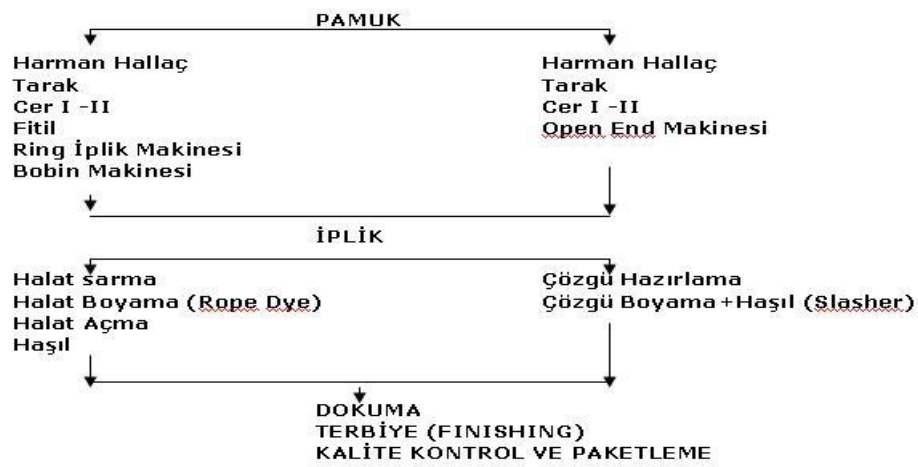 PAMUK
Harman Hallaç
Tarak
Cer I -II
Fitil
Ring İplik Makinesi
Bobin Makinesi
Harman Hallaç
Tarak
Cer I -II
Open End Makinesi
İPLİK
Halat sarma
Halat Boyama (Rope Dye)
Halat Açma
Haşıl
Çözgü Hazırlama
Çözgü Boyama+Haşıl (Slasher)
DOKUMA
TERBİYE (FINISHING)
KALİTE KONTROL VE PAKETLEME